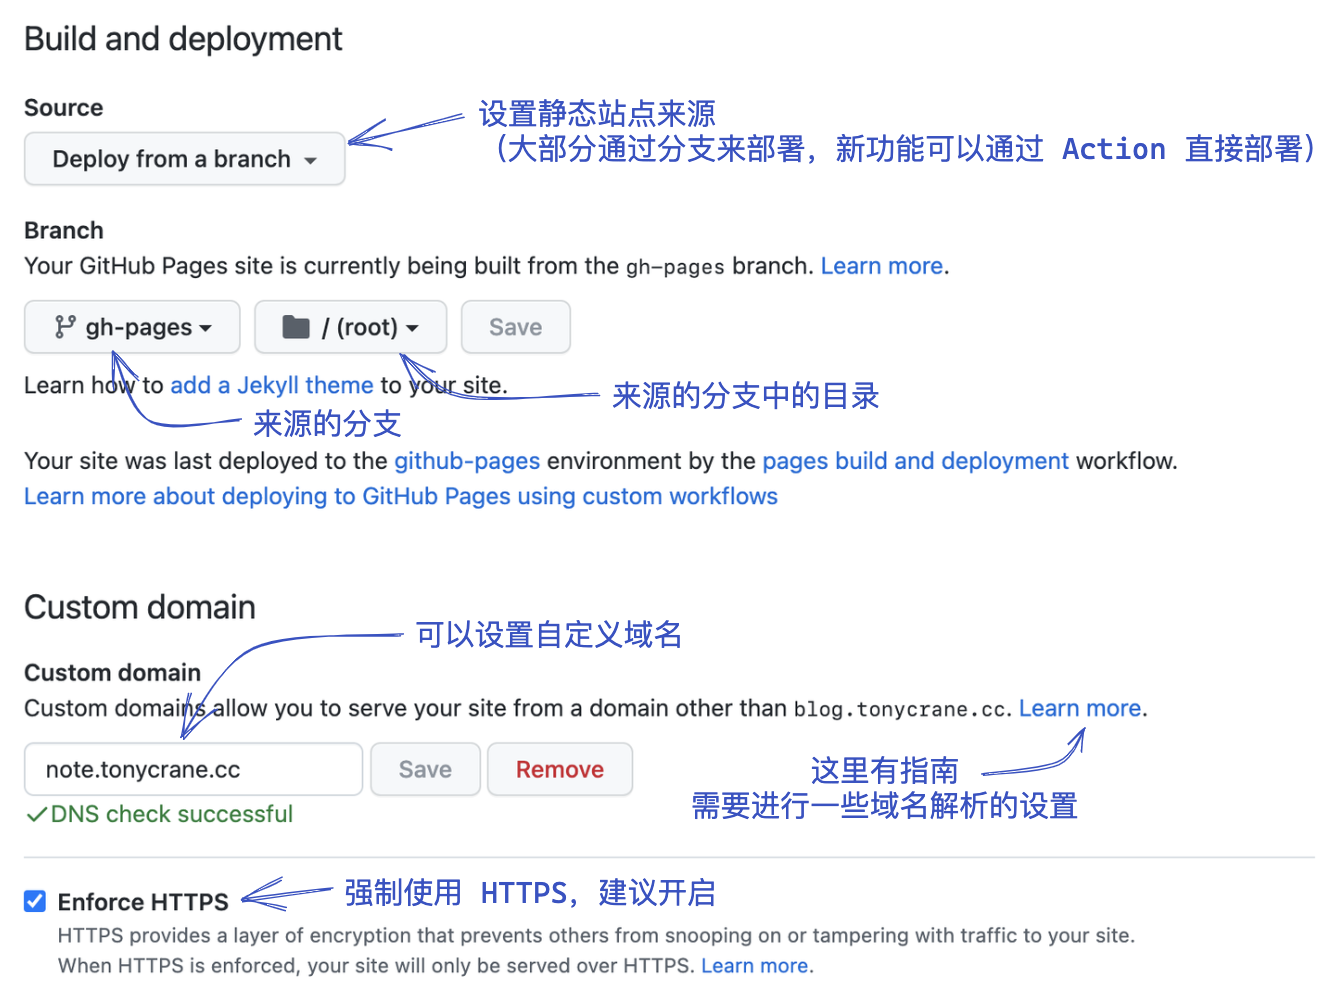 Build and deployment
Source
设置静态站点来源
Deploy from a branch
（大部分通过分支来部署，新功能可以通过 Action 直接部署）
Branch
Your GitHub Pages site is currently being built from the gh-pages branch. Learn more.
gh-pages / (root) Save
Learn how to add a Jekyll theme to your site.
来源的分支中的目录
来源的分支
Your site was last deployed to the github-pages environment by the pages build and deployment workflow.
Learn more about deploying to GitHub Pages using custom workflows
Custom domain
可以设置自定义域名
Custom domain
Custom domains allow you to serve your site from a domain other than blog.tonycrane.cc. Learn more.
note.tonycrane.cc Save Remove
这里有指南
需要进行一些域名解析的设置
DNS check successful
Enforce HTTPS
强制使用 HTTPS，建议开启
HTTPS provides a layer of encryption that prevents others from snooping on or tampering with traffic to your site.
When HTTPS is enforced, your site will only be served over HTTPS. Learn more.